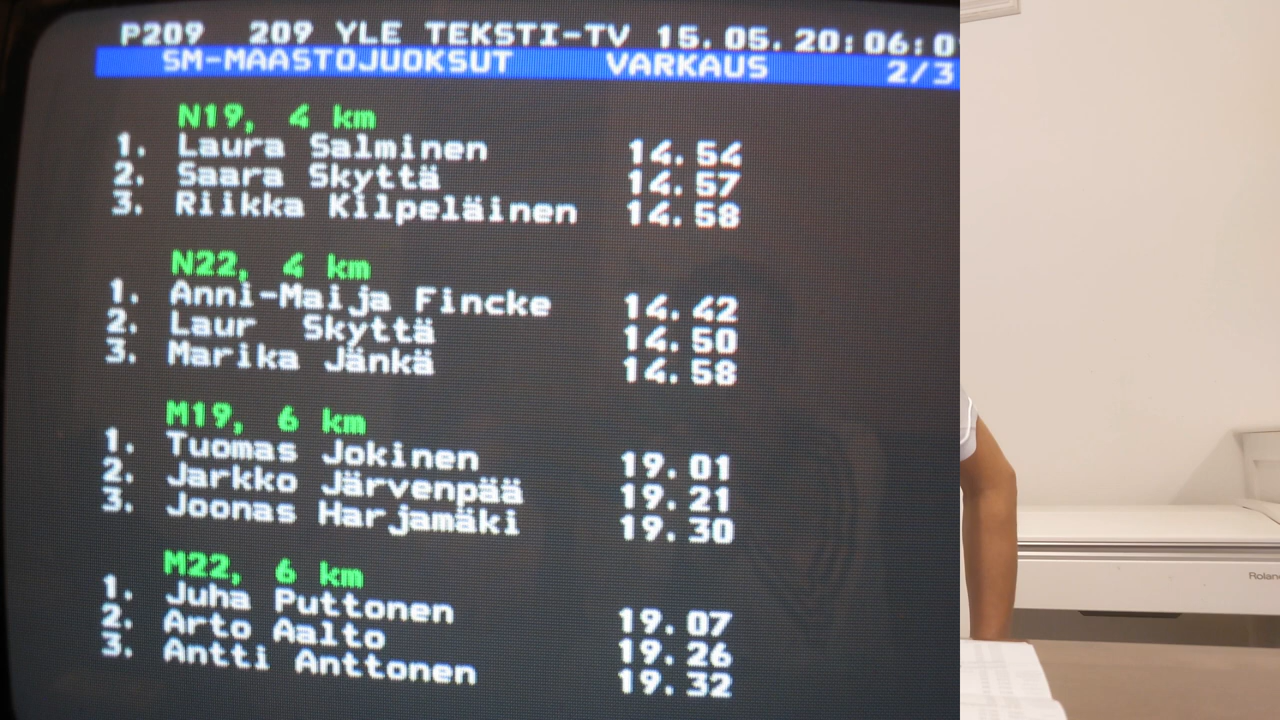 P209 209 YLE TEKSTI-TV 15.05. 20:06:0
SM-MAASTOJUOKSUT VARKAUS 2/3
N19, 4 km
1. Laura Salminen 14.54
2. Saara Skyttä 14.57
3. Riikka Kilpeläinen 14.58
N22, 4 km
1. Anni-Maija Fincke 14.42
2. Laur Skyttä 14.50
3. Marika Jänkä 14.58
M19, 6 km
1. Tuomas Jokinen 19.01
2. Jarkko Järvenpää 19.21
3. Joonas Harjamäki 19.30
M22, 6 km
1. Juha Puttonen 19.07
2. Arto Aalto 19.26
3. Antti Anttonen 19.32
Roland